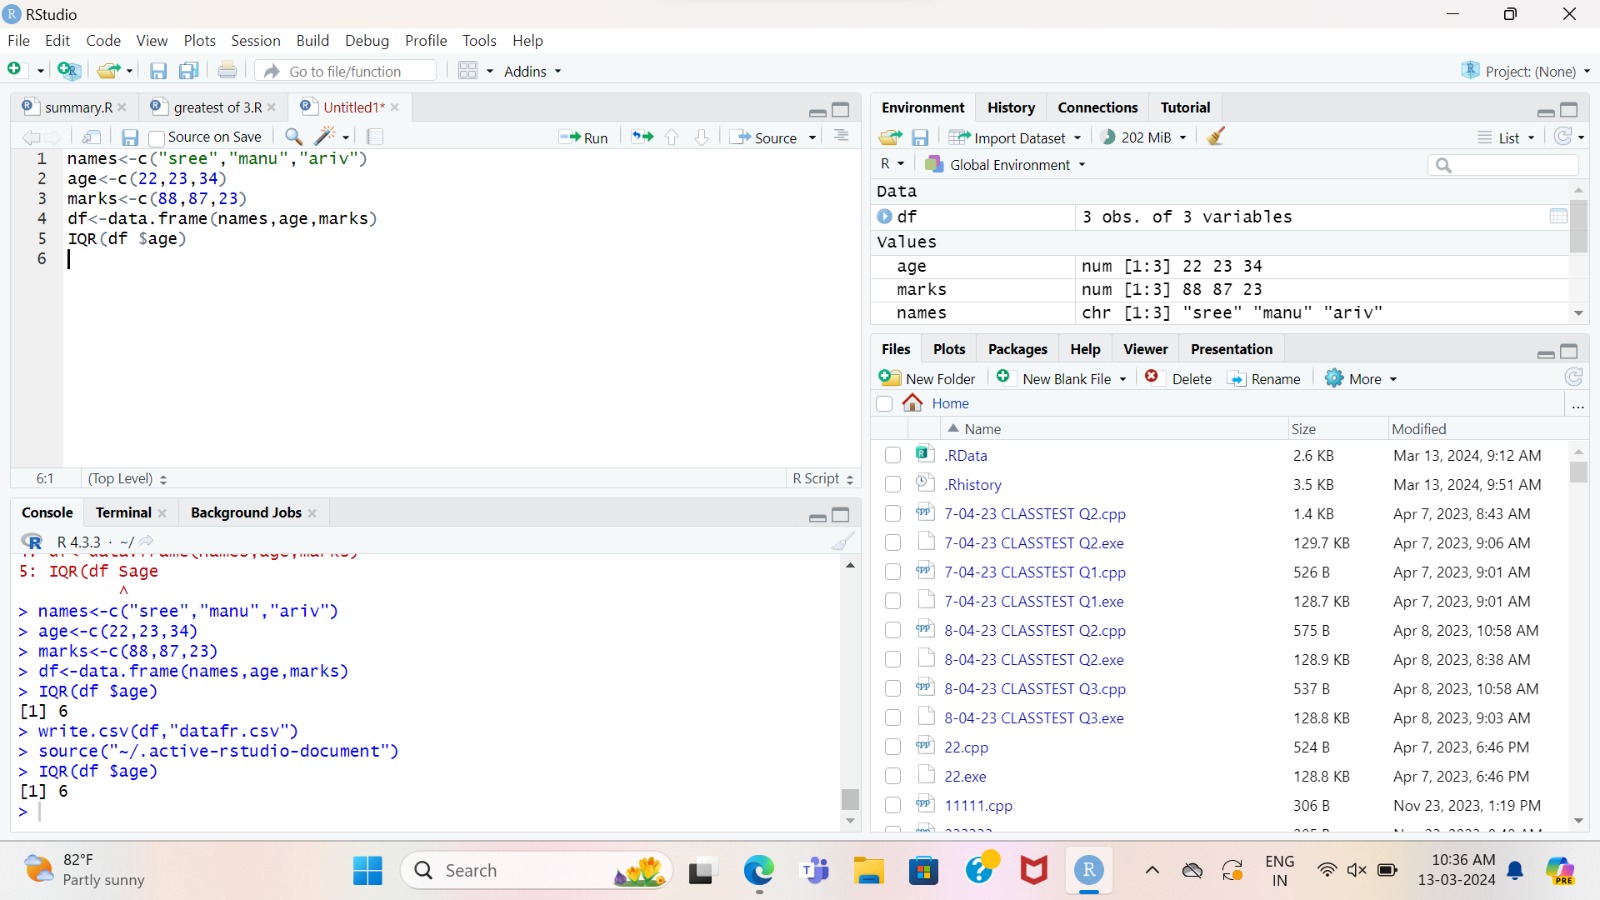 RStudio
File Edit Code View Plots Session Build Debug Profile Tools Help
Go to file/function Addins Project: (None)
summary.R greatest of 3.R Untitled1*
Source on Save Run Source
1 names<-c("sree","manu","ariv")
2 age<-c(22,23,34)
3 marks<-c(88,87,23)
4 df<-data.frame(names,age,marks)
5 IQR(df $age)
6
6:1 (Top Level) R Script
Console Terminal Background Jobs
R 4.3.3 · ~/
5: IQR(df Sage
^
> names<-c("sree","manu","ariv")
> age<-c(22,23,34)
> marks<-c(88,87,23)
> df<-data.frame(names,age,marks)
> IQR(df $age)
[1] 6
> write.csv(df,"datafr.csv")
> source("~/.active-rstudio-document")
> IQR(df $age)
[1] 6
>
Environment History Connections Tutorial
Import Dataset 202 MiB List
R Global Environment
Data
df 3 obs. of 3 variables
Values
age num [1:3] 22 23 34
marks num [1:3] 88 87 23
names chr [1:3] "sree" "manu" "ariv"
Files Plots Packages Help Viewer Presentation
New Folder New Blank File Delete Rename More
Home ...
Name Size Modified
.RData 2.6 KB Mar 13, 2024, 9:12 AM
.Rhistory 3.5 KB Mar 13, 2024, 9:51 AM
7-04-23 CLASSTEST Q2.cpp 1.4 KB Apr 7, 2023, 8:43 AM
7-04-23 CLASSTEST Q2.exe 129.7 KB Apr 7, 2023, 9:06 AM
7-04-23 CLASSTEST Q1.cpp 526 B Apr 7, 2023, 9:01 AM
7-04-23 CLASSTEST Q1.exe 128.7 KB Apr 7, 2023, 9:01 AM
8-04-23 CLASSTEST Q2.cpp 575 B Apr 8, 2023, 10:58 AM
8-04-23 CLASSTEST Q2.exe 128.9 KB Apr 8, 2023, 8:38 AM
8-04-23 CLASSTEST Q3.cpp 537 B Apr 8, 2023, 10:58 AM
8-04-23 CLASSTEST Q3.exe 128.8 KB Apr 8, 2023, 9:03 AM
22.cpp 524 B Apr 7, 2023, 6:46 PM
22.exe 128.8 KB Apr 7, 2023, 6:46 PM
11111.cpp 306 B Nov 23, 2023, 1:19 PM
82°F
Partly sunny
Search
ENG
IN
10:36 AM
13-03-2024